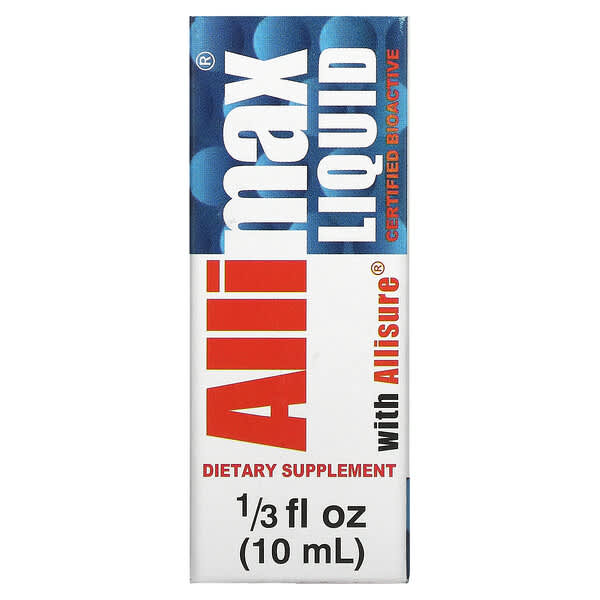 Allimax®
LIQUID
CERTIFIED BIOACTIVE
with Allisure®
DIETARY SUPPLEMENT
1/3 fl oz
(10 mL)